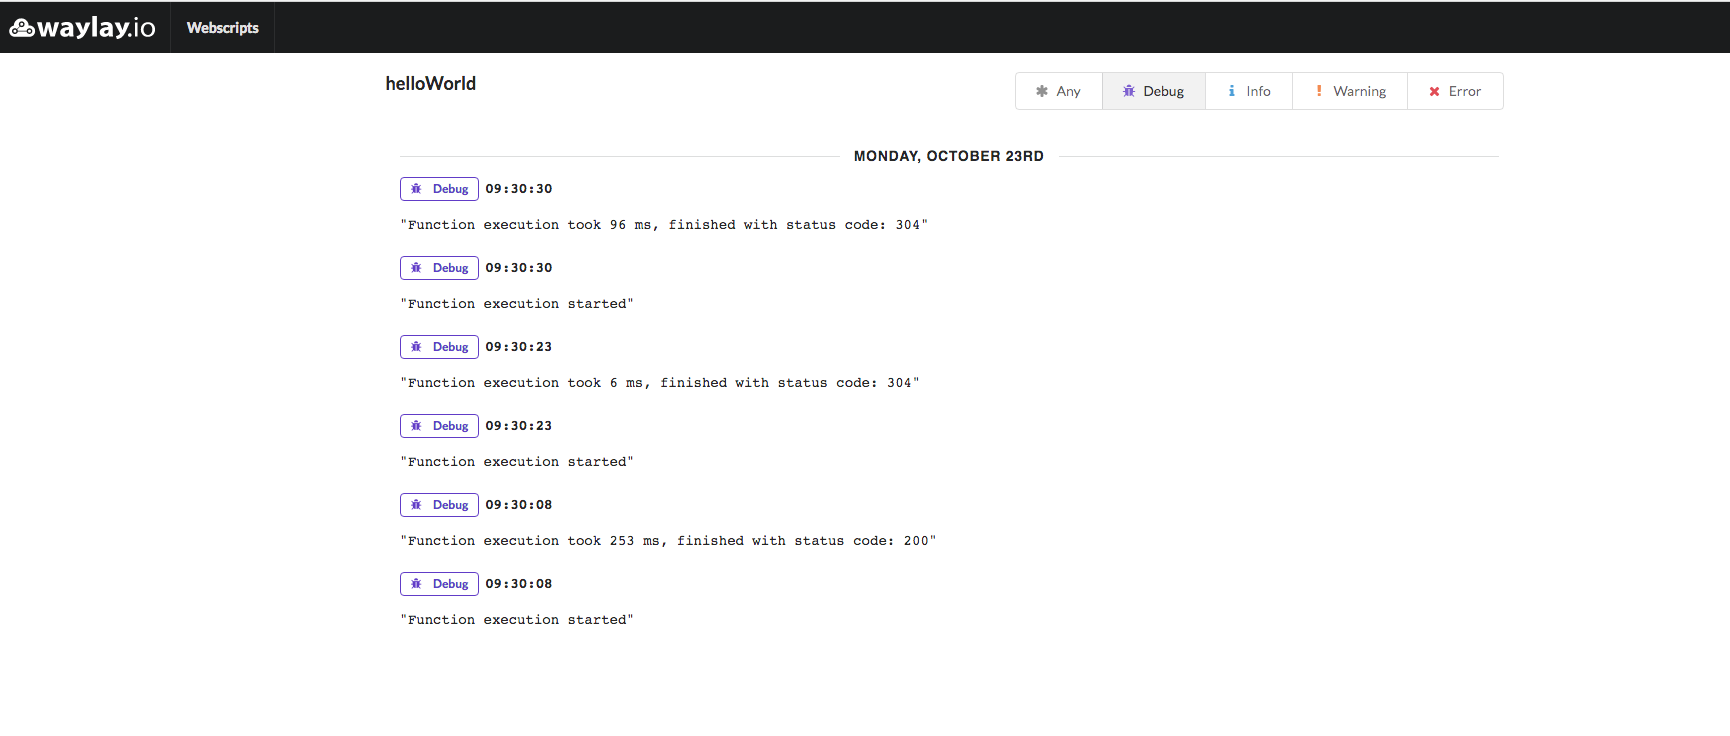 waylay.io Webscripts
helloWorld
Any Debug Info Warning Error
MONDAY, OCTOBER 23RD
Debug 09:30:30
"Function execution took 96 ms, finished with status code: 304"
Debug 09:30:30
"Function execution started"
Debug 09:30:23
"Function execution took 6 ms, finished with status code: 304"
Debug 09:30:23
"Function execution started"
Debug 09:30:08
"Function execution took 253 ms, finished with status code: 200"
Debug 09:30:08
"Function execution started"